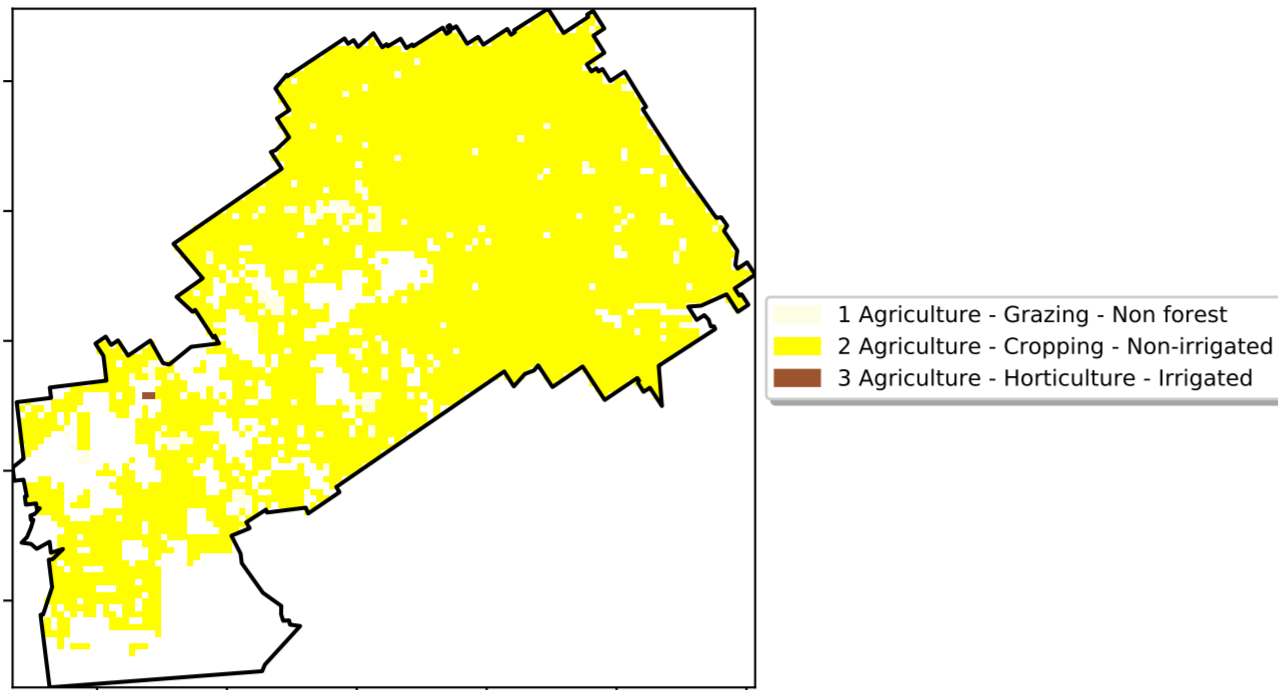 1 Agriculture - Grazing - Non forest
2 Agriculture - Cropping - Non-irrigated
3 Agriculture - Horticulture - Irrigated